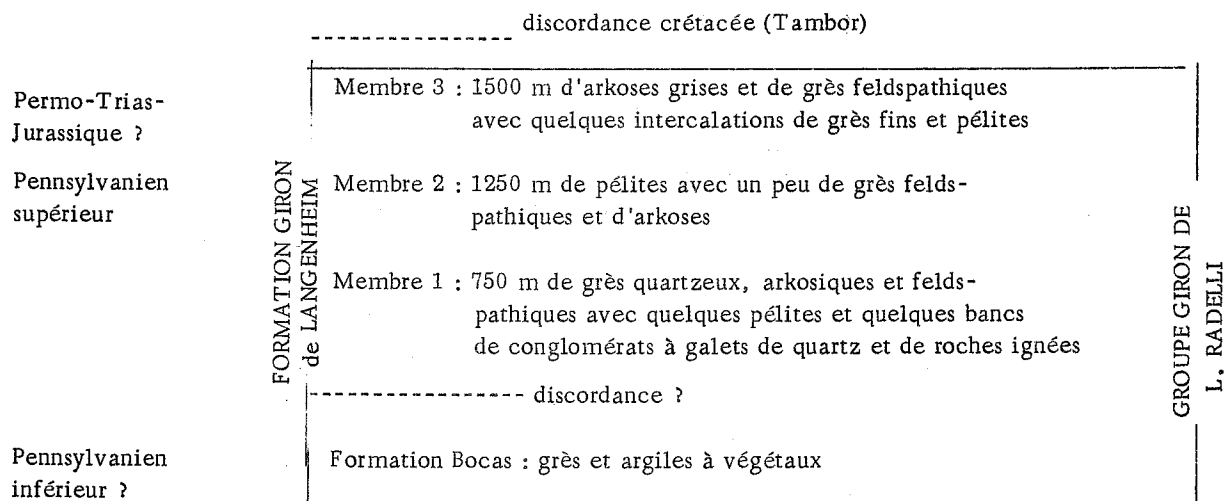 discordance crétacée (Tambor)
Permo-Trias-
Jurassique ?
Membre 3 : 1500 m d'arkoses grises et de grès feldspathiques
avec quelques intercalations de grès fins et pélites
Pennsylvanien
supérieur
FORMATION GIRON
de LANGENHEIM
Membre 2 : 1250 m de pélites avec un peu de grès felds-
pathiques et d'arkoses
Membre 1 : 750 m de grès quartzeux, arkosiques et felds-
pathiques avec quelques pélites et quelques bancs
de conglomérats à galets de quartz et de roches ignées
GROUPE GIRON DE
L. RADELLI
discordance ?
Pennsylvanien
inférieur ?
Formation Bocas : grès et argiles à végétaux